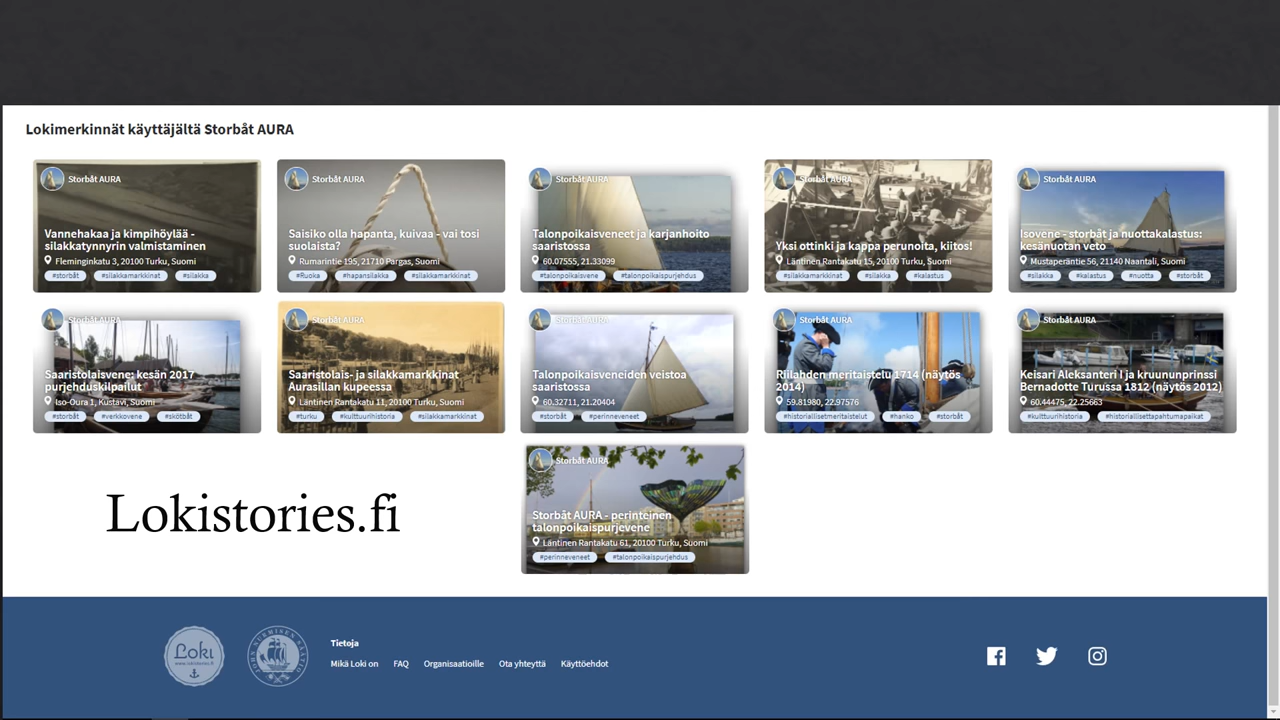 Lokimerkinnät käyttäjältä Storbåt AURA
Storbåt AURA
Vannehakaa ja kimpihöylää -
silakkatynnyrin valmistaminen
Fleminginkatu 3, 20100 Turku, Suomi
#storbåt #silakkamarkkinat #silakka
Storbåt AURA
Saisiko olla hapanta, kuivaa - vai tosi
suolaista?
Rumarintie 195, 21710 Pargas, Suomi
#Ruoka #hapansilakka #silakkamarkkinat
Storbåt AURA
Talonpoikaisveneet ja karjanhoito
saaristossa
60.07555, 21.33099
#talonpoikaisvene #talonpoikaispurjehdus
Storbåt AURA
Yksi ottinki ja kappa perunoita, kiitos!
Läntinen Rantakatu 15, 20100 Turku, Suomi
#silakkamarkkinat #silakka #kalastus
Storbåt AURA
Isovene - storbåt ja nuottakalastus:
kesänuotan veto
Mustaperäntie 56, 21140 Naantali, Suomi
#silakka #kalastus #nuotta #storbåt
Storbåt AURA
Saaristolaisvene: kesän 2017
purjehduskilpailut
Iso-Oura 1, Kustavi, Suomi
#storbåt #verkkovene #skötbåt
Storbåt AURA
Saaristolais- ja silakkamarkkinat
Aurasillan kupeessa
Läntinen Rantakatu 11, 20100 Turku, Suomi
#turku #kulttuurihistoria #silakkamarkkinat
Storbåt AURA
Talonpoikaisveneiden veistoa
saaristossa
60.32711, 21.20404
#storbåt #perinneveneet
Storbåt AURA
Riilahden meritaistelu 1714 (näytös
2014)
59.81980, 22.97576
#historiallisetmeritaistelut #hanko #storbåt
Storbåt AURA
Keisari Aleksanteri I ja kruununprinssi
Bernadotte Turussa 1812 (näytös 2012)
60.44475, 22.25663
#kulttuurihistoria #historiallisettapahtumapaikat
Storbåt AURA
Storbåt AURA - perinteinen
talonpoikaispurjevene
Läntinen Rantakatu 61, 20100 Turku, Suomi
#perinneveneet #talonpoikaispurjehdus
Lokistories.fi
Loki
www.lokistories.fi
JOHN NURMISEN SÄÄTIÖ
Tietoja
Mikä Loki on FAQ Organisaatioille Ota yhteyttä Käyttöehdot